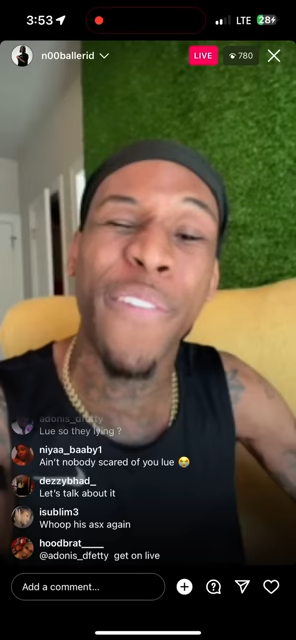 3:53
LTE
28
n00ballerid
LIVE
780
adonis_dfetty
Lue so they lying ?
niyaa_baaby1
Ain't nobody scared of you lue 😂
dezzybhad_
Let's talk about it
isublim3
Whoop his asx again
hoodbrat____
@adonis_dfetty get on live
Add a comment...